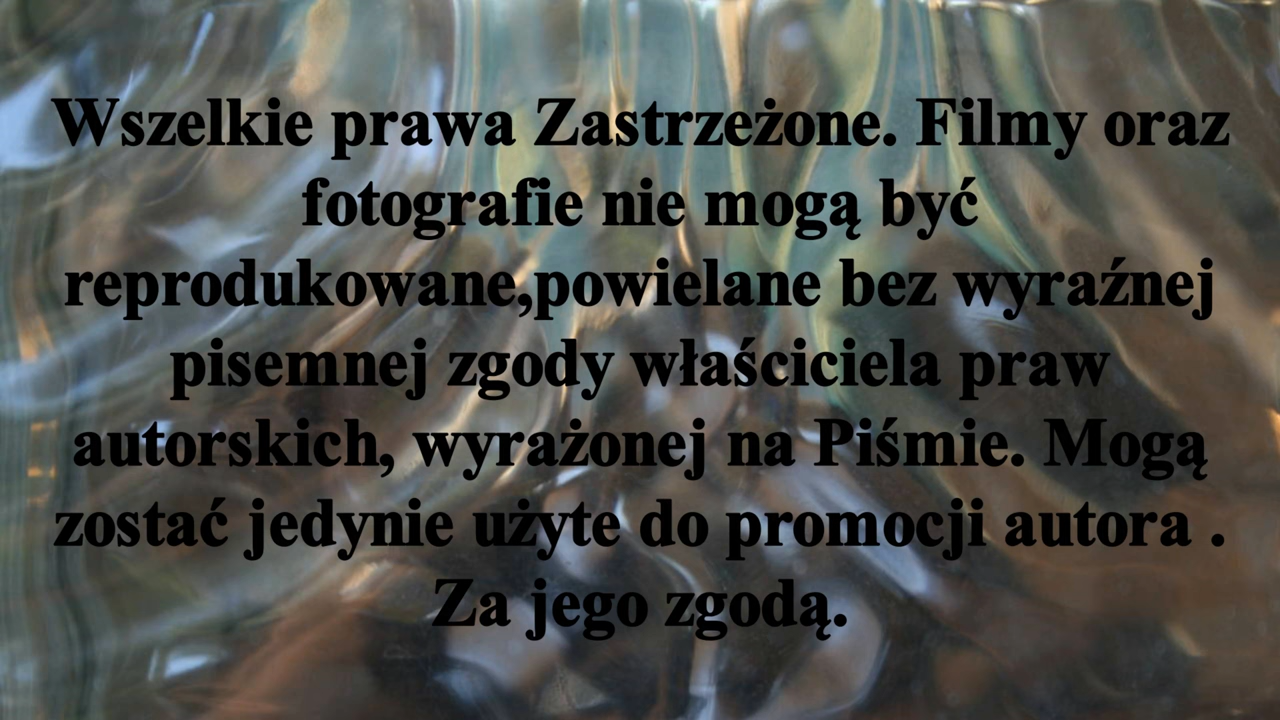 Wszelkie prawa Zastrzeżone. Filmy oraz
fotografie nie mogą być
reprodukowane,powielane bez wyraźnej
pisemnej zgody właściciela praw
autorskich, wyrażonej na Piśmie. Mogą
zostać jedynie użyte do promocji autora .
Za jego zgodą.